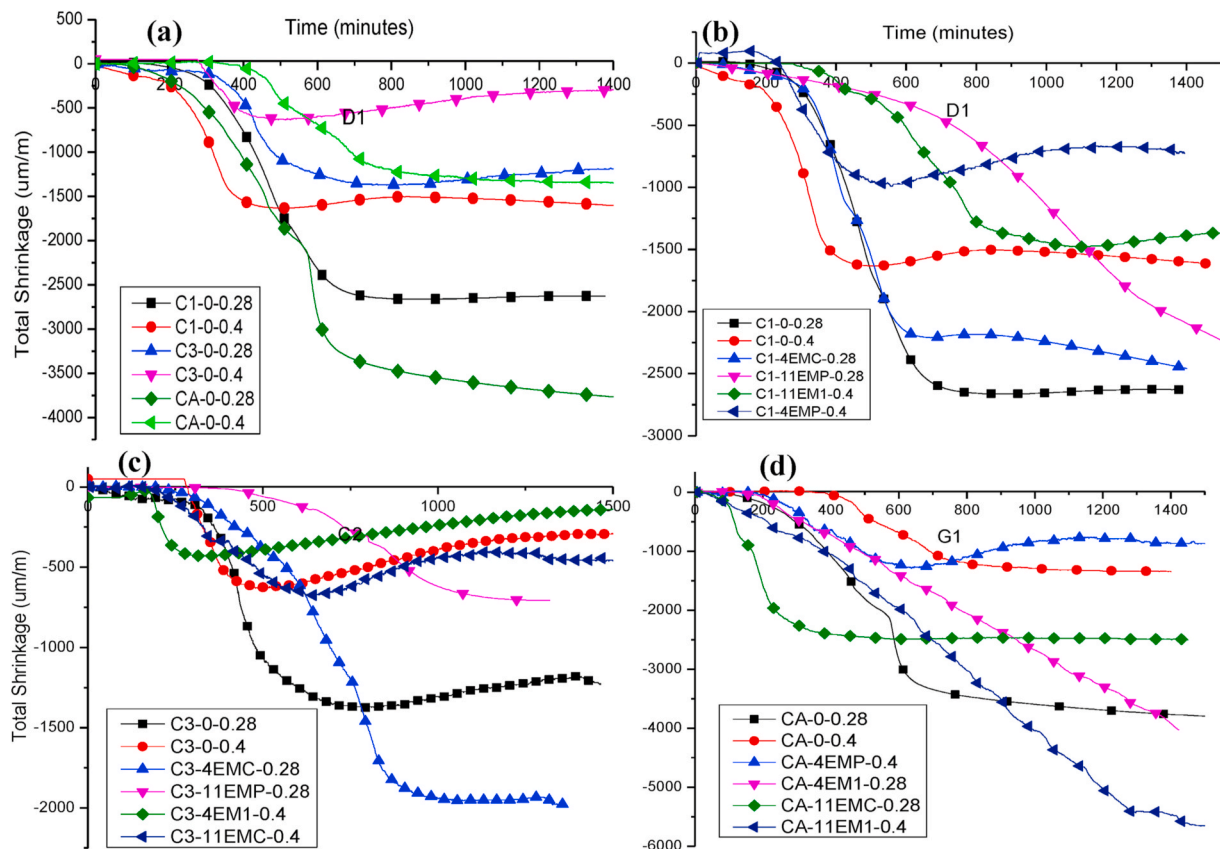 (a)
Time (minutes)
500
0
-500
-1000
-1500
-2000
-2500
-3000
-3500
-4000
0 200 400 600 800 1000 1200 1400
Total Shrinkage (um/m)
D1
C1-0-0.28
C1-0-0.4
C3-0-0.28
C3-0-0.4
CA-0-0.28
CA-0-0.4
(b)
Time (minutes)
500
0
-500
-1000
-1500
-2000
-2500
-3000
0 200 400 600 800 1000 1200 1400
Total Shrinkage (um/m)
D1
C1-0-0.28
C1-0-0.4
C1-4EMC-0.28
C1-11EMP-0.28
C1-11EM1-0.4
C1-4EMP-0.4
(c)
0
-500
-1000
-1500
-2000
0 500 1000 1500
Total Shrinkage (um/m)
C2
C3-0-0.28
C3-0-0.4
C3-4EMC-0.28
C3-11EMP-0.28
C3-4EM1-0.4
C3-11EMC-0.4
(d)
0
-1000
-2000
-3000
-4000
-5000
-6000
0 200 400 600 800 1000 1200 1400
G1
CA-0-0.28
CA-0-0.4
CA-4EMP-0.4
CA-4EM1-0.28
CA-11EMC-0.28
CA-11EM1-0.4